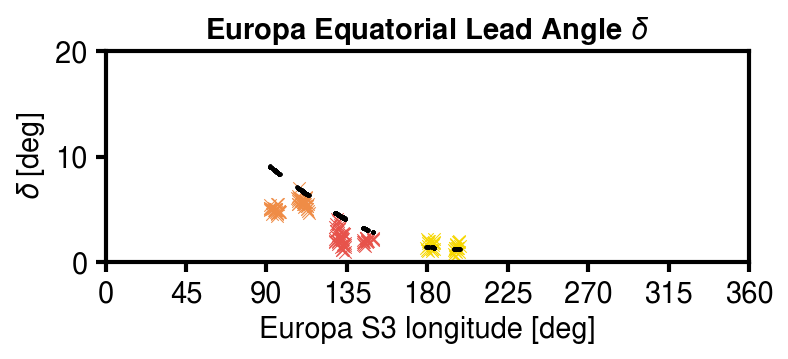 Europa Equatorial Lead Angle δ
20
10
0
δ [deg]
0 45 90 135 180 225 270 315 360
Europa S3 longitude [deg]